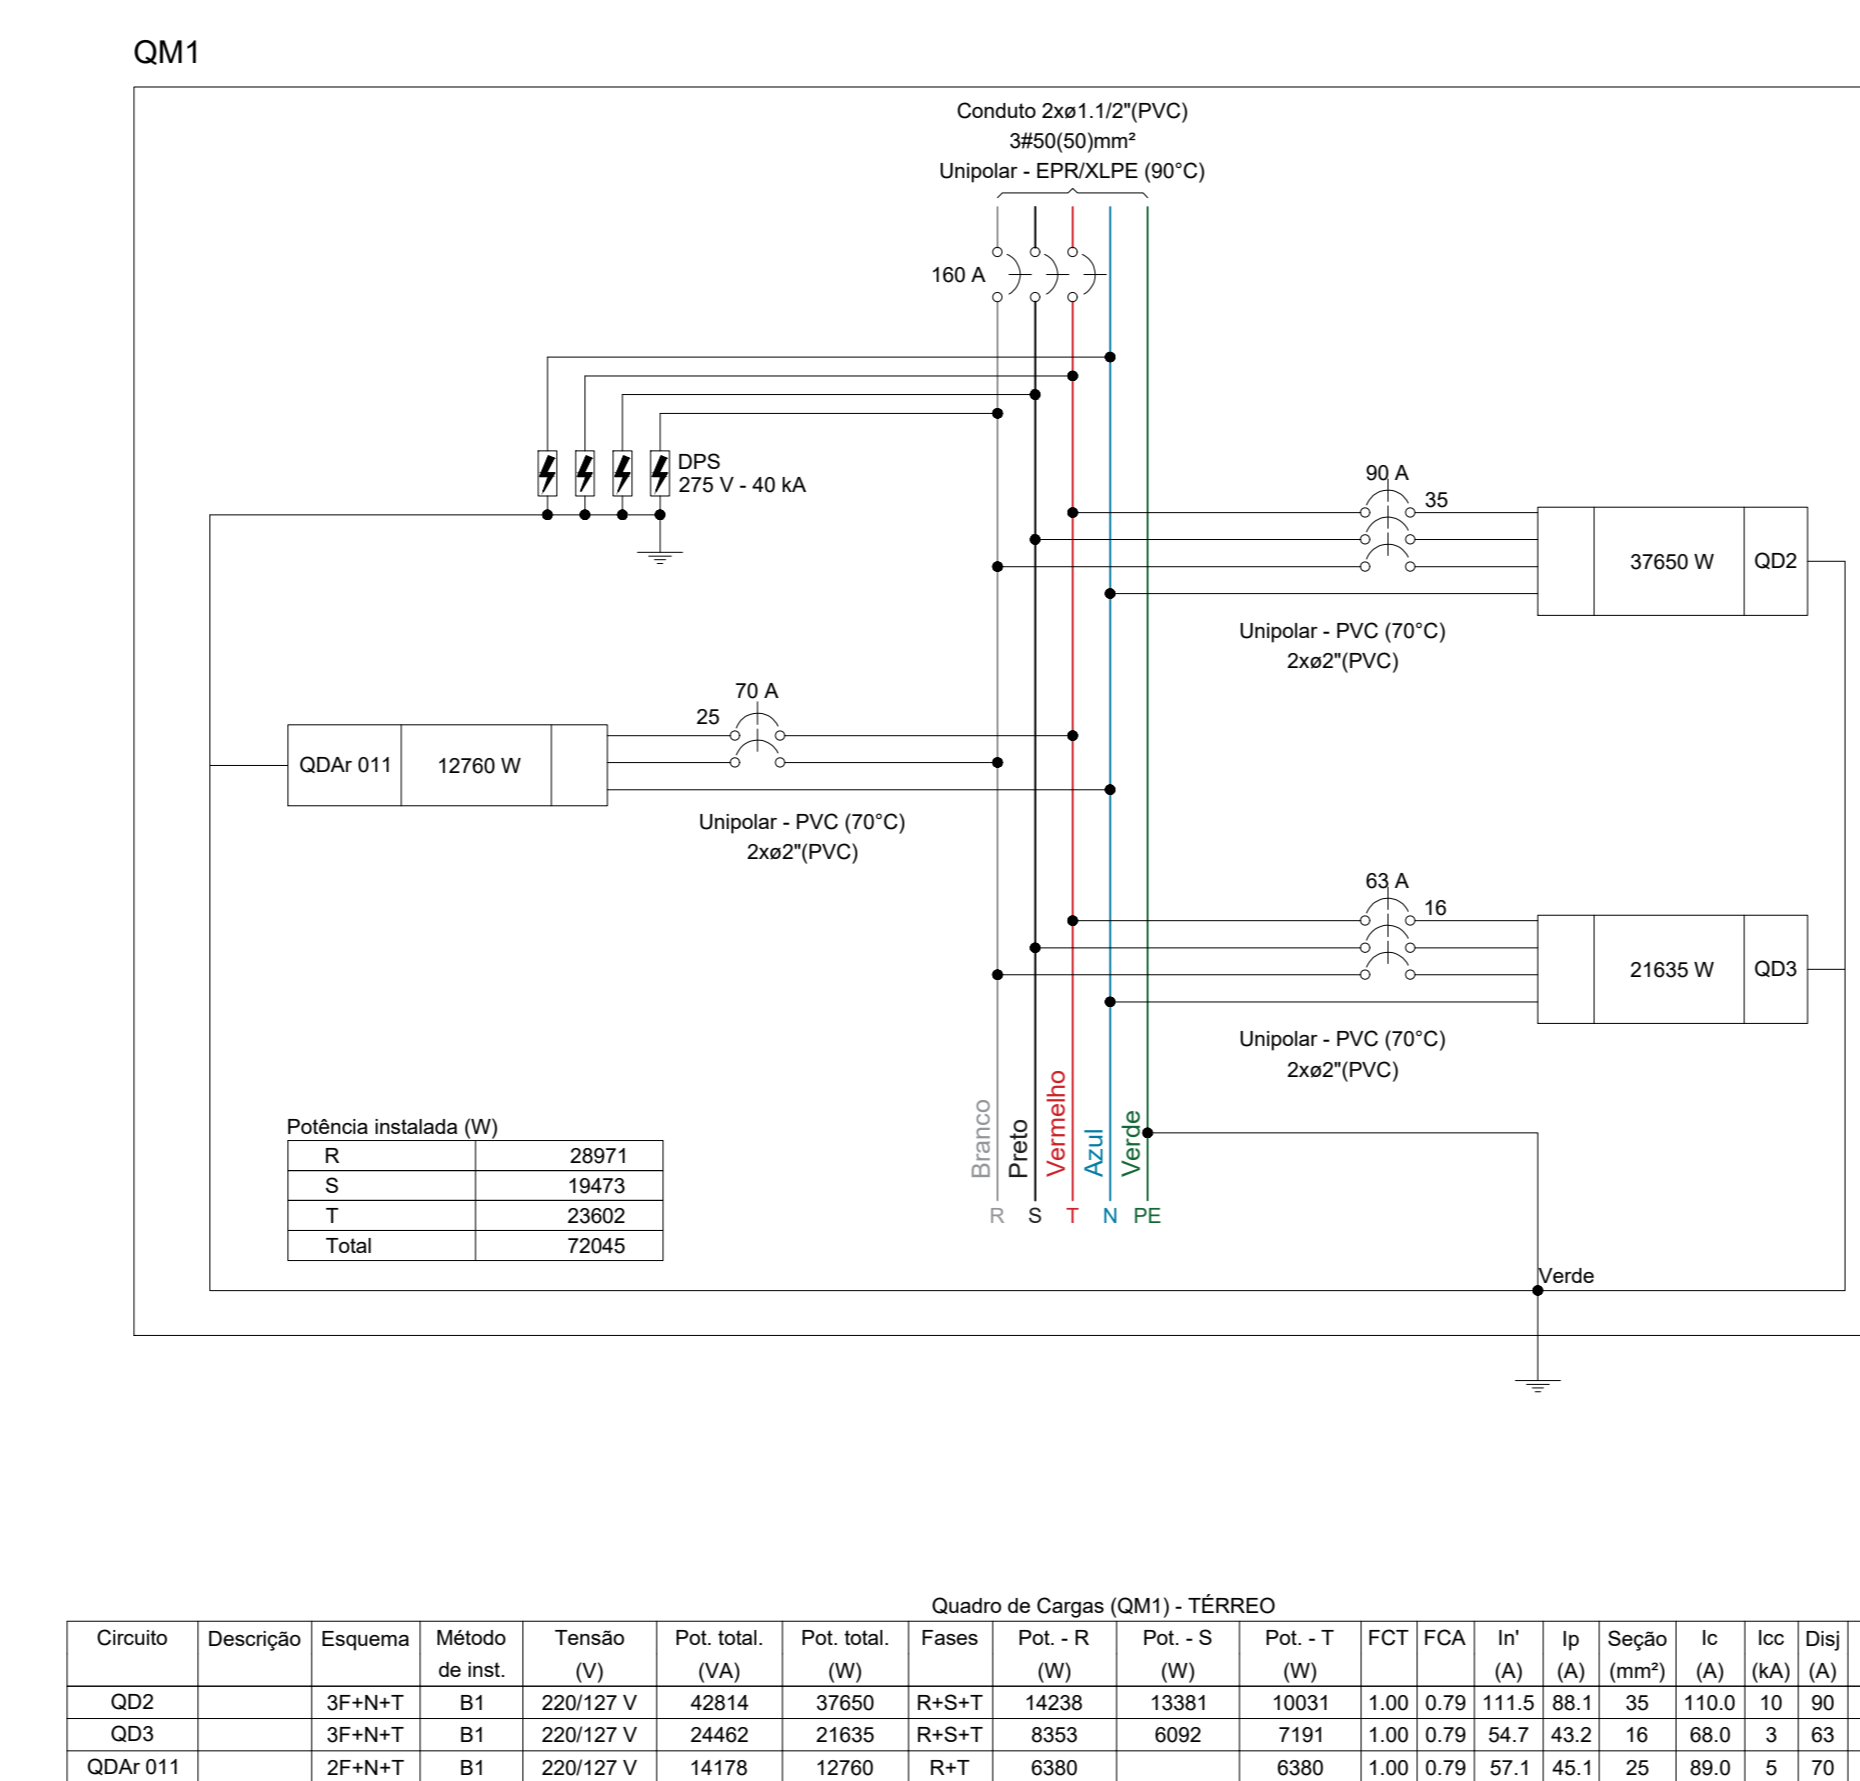 QM1
Conduto 2xø1.1/2"(PVC)
3#50(50)mm²
Unipolar - EPR/XLPE (90°C)
160 A
DPS
275 V - 40 kA
90 A
35
37650 W QD2
Unipolar - PVC (70°C)
2xø2"(PVC)
70 A
25
QDAr 011 12760 W
Unipolar - PVC (70°C)
2xø2"(PVC)
63 A
16
21635 W QD3
Unipolar - PVC (70°C)
2xø2"(PVC)
Branco
Preto
Vermelho
Azul
Verde
R S T N PE
Potência instalada (W)
R 28971
S 19473
T 23602
Total 72045
Verde
Quadro de Cargas (QM1) - TÉRREO
Circuito Descrição Esquema Método Tensão Pot. total. Pot. total. Fases Pot. - R Pot. - S Pot. - T FCT FCA In' Ip Seção Ic Icc Disj
de inst. (V) (VA) (W) (W) (W) (W) (A) (A) (mm²) (A) (kA) (A)
QD2 3F+N+T B1 220/127 V 42814 37650 R+S+T 14238 13381 10031 1.00 0.79 111.5 88.1 35 110.0 10 90
QD3 3F+N+T B1 220/127 V 24462 21635 R+S+T 8353 6092 7191 1.00 0.79 54.7 43.2 16 68.0 3 63
QDAr 011 2F+N+T B1 220/127 V 14178 12760 R+T 6380 6380 1.00 0.79 57.1 45.1 25 89.0 5 70